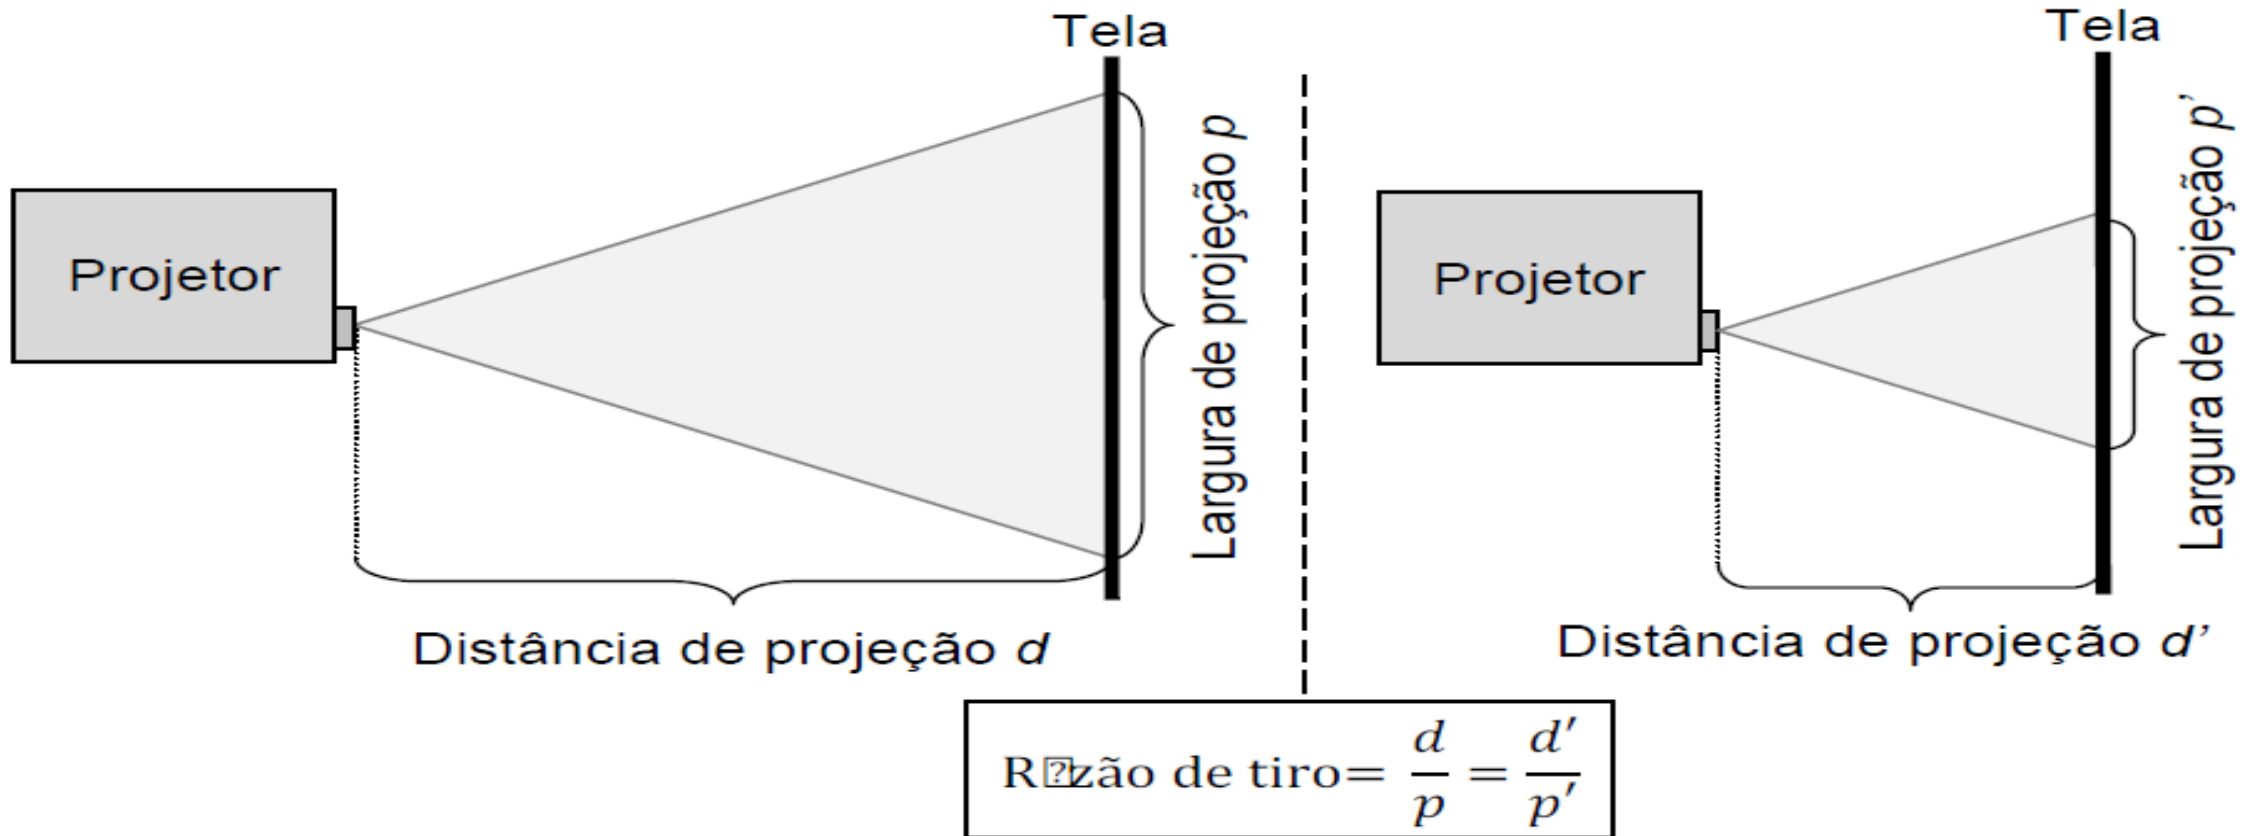 Tela
Projetor
Largura de projeção p
Distância de projeção d
Tela
Projetor
Largura de projeção p'
Distância de projeção d'
R⍰zão de tiro= d/p = d'/p'